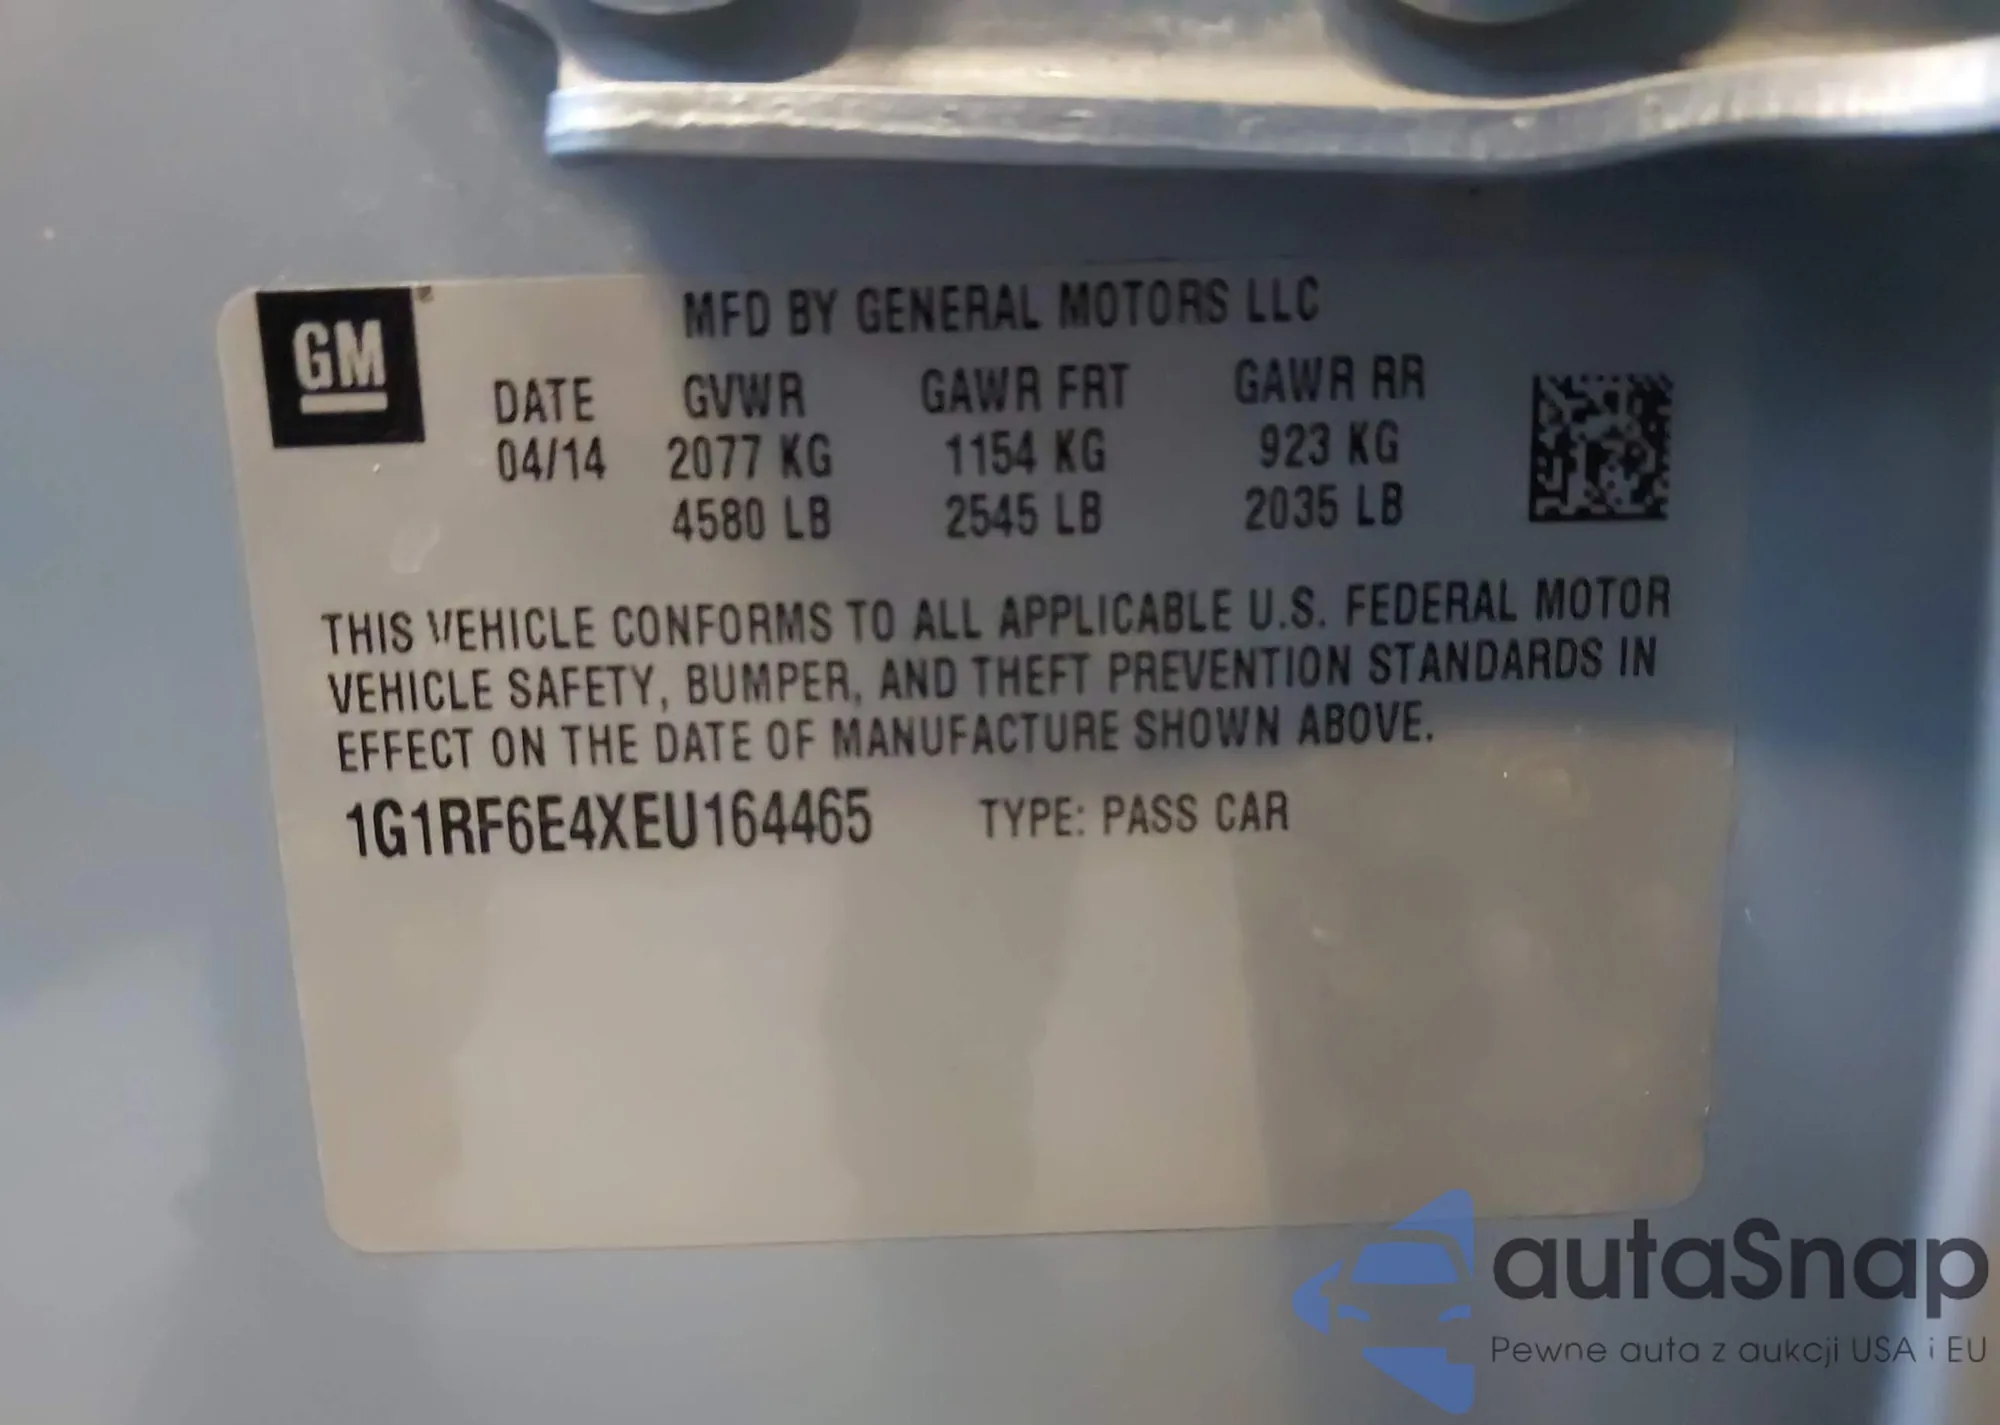 GM
MFD BY GENERAL MOTORS LLC
DATE GVWR GAWR FRT GAWR RR
04/14 2077 KG 1154 KG 923 KG
4580 LB 2545 LB 2035 LB
THIS VEHICLE CONFORMS TO ALL APPLICABLE U.S. FEDERAL MOTOR
VEHICLE SAFETY, BUMPER, AND THEFT PREVENTION STANDARDS IN
EFFECT ON THE DATE OF MANUFACTURE SHOWN ABOVE.
1G1RF6E4XEU164465 TYPE: PASS CAR
autaSnap
Pewne auta z aukcji USA i EU